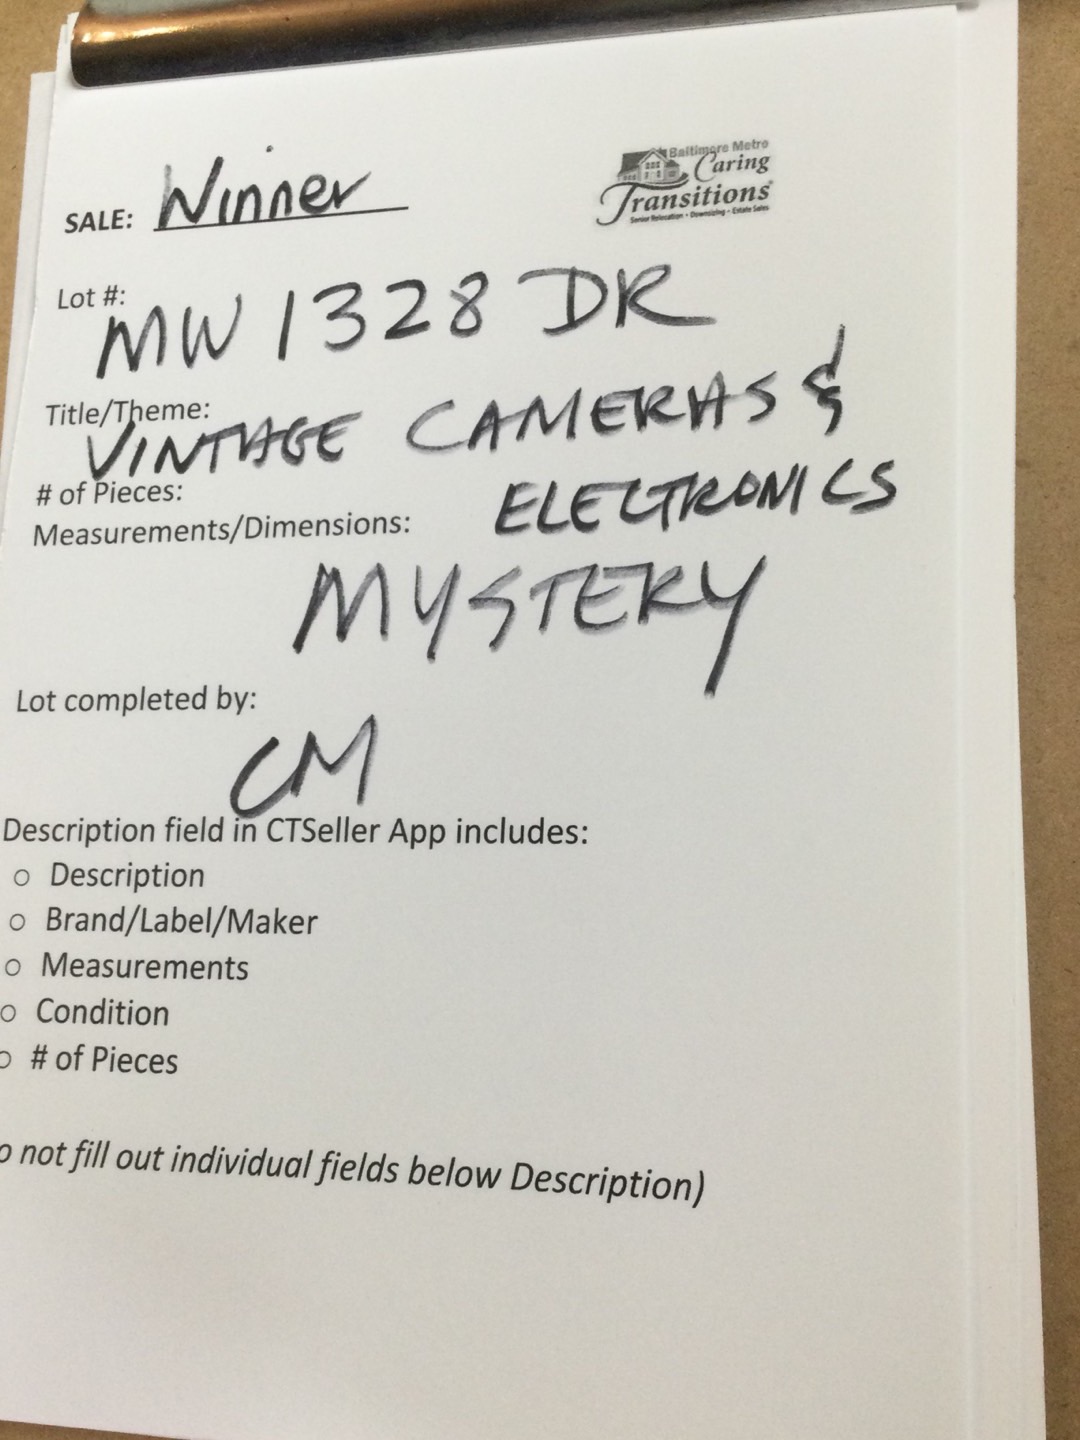 SALE: Winner
Baltimore Metro
Caring
Transitions
Senior Relocation • Downsizing • Estate Sales
Lot #:
MW 1328 DR
Title/Theme:
VINTAGE CAMERAS &
# of Pieces:
ELECTRONICS
Measurements/Dimensions:
MYSTERY
Lot completed by:
CM
Description field in CTSeller App includes:
o Description
o Brand/Label/Maker
o Measurements
o Condition
o # of Pieces
o not fill out individual fields below Description)